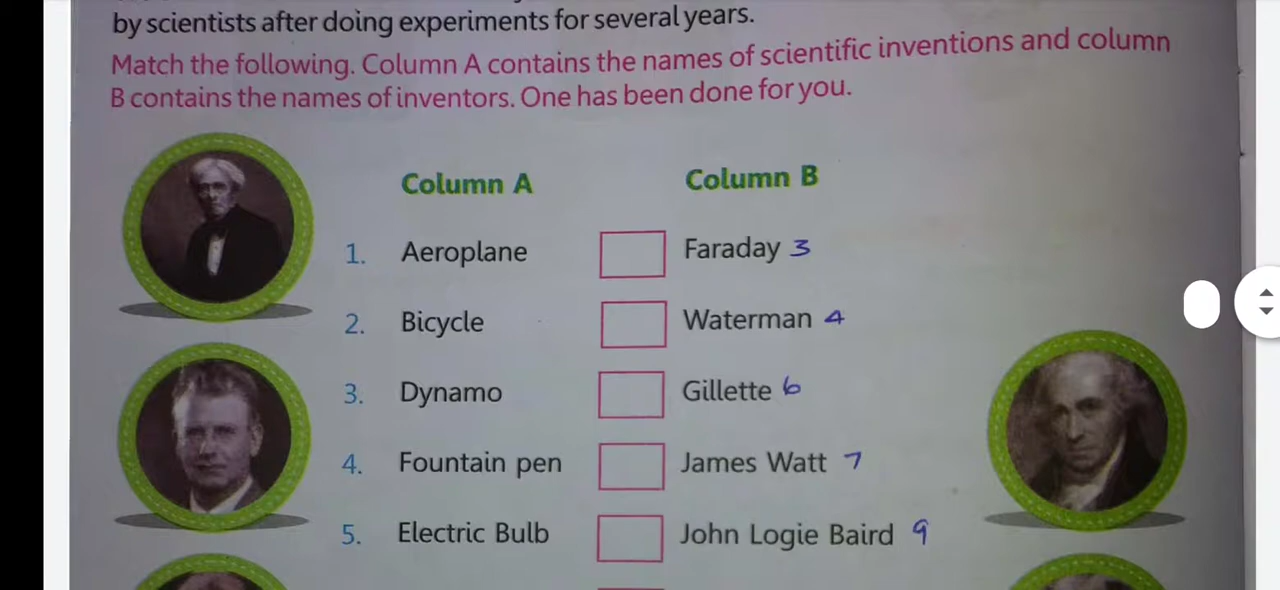 by scientists after doing experiments for several years.
Match the following. Column A contains the names of scientific inventions and column
B contains the names of inventors. One has been done for you.
Column A Column B
1. Aeroplane Faraday 3
2. Bicycle Waterman 4
3. Dynamo Gillette 6
4. Fountain pen James Watt 7
5. Electric Bulb John Logie Baird 9